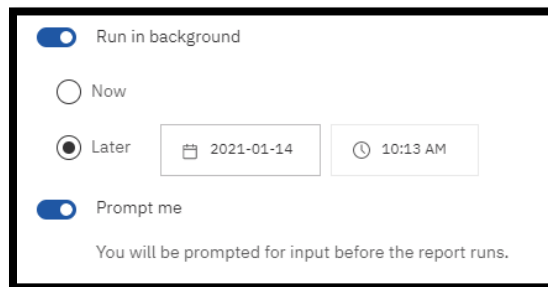 Run in background
Now
Later 2021-01-14 10:13 AM
Prompt me
You will be prompted for input before the report runs.